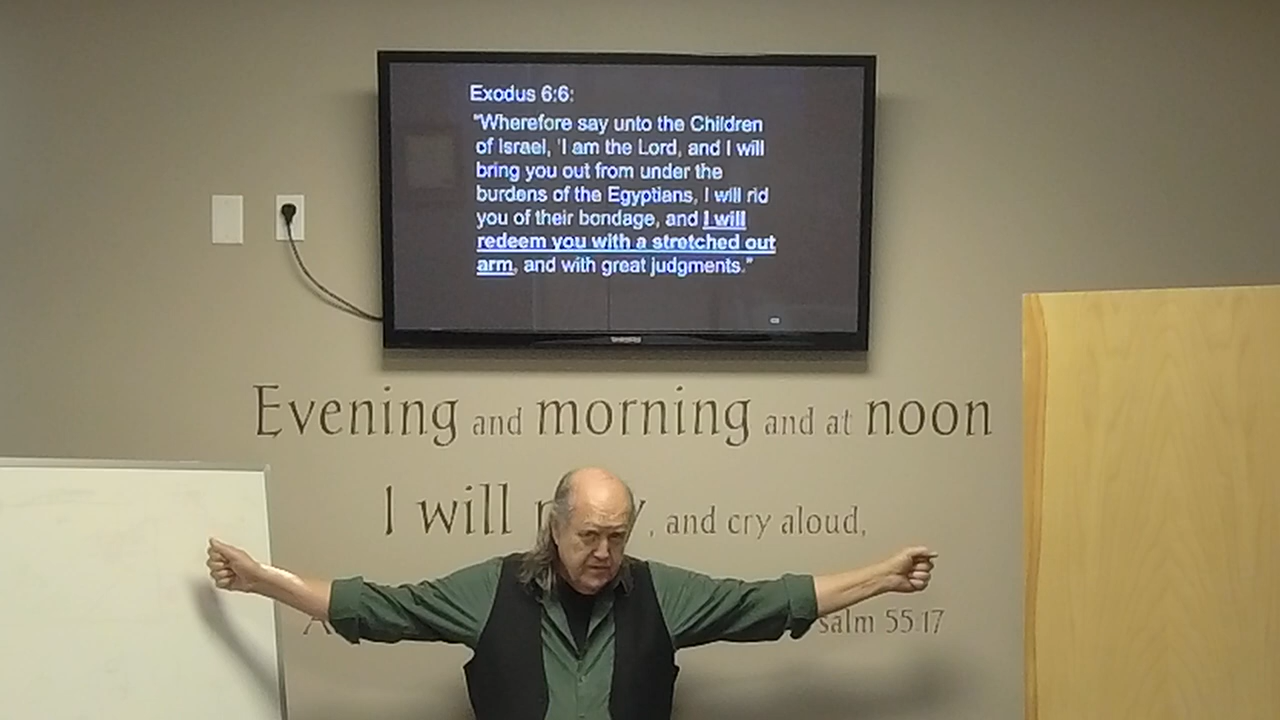 Exodus 6:6:
"Wherefore say unto the Children
of Israel, 'I am the Lord, and I will
bring you out from under the
burdens of the Egyptians, I will rid
you of their bondage, and I will
redeem you with a stretched out
arm, and with great judgments."
Evening and morning and at noon
I will , and cry aloud,
salm 55:17